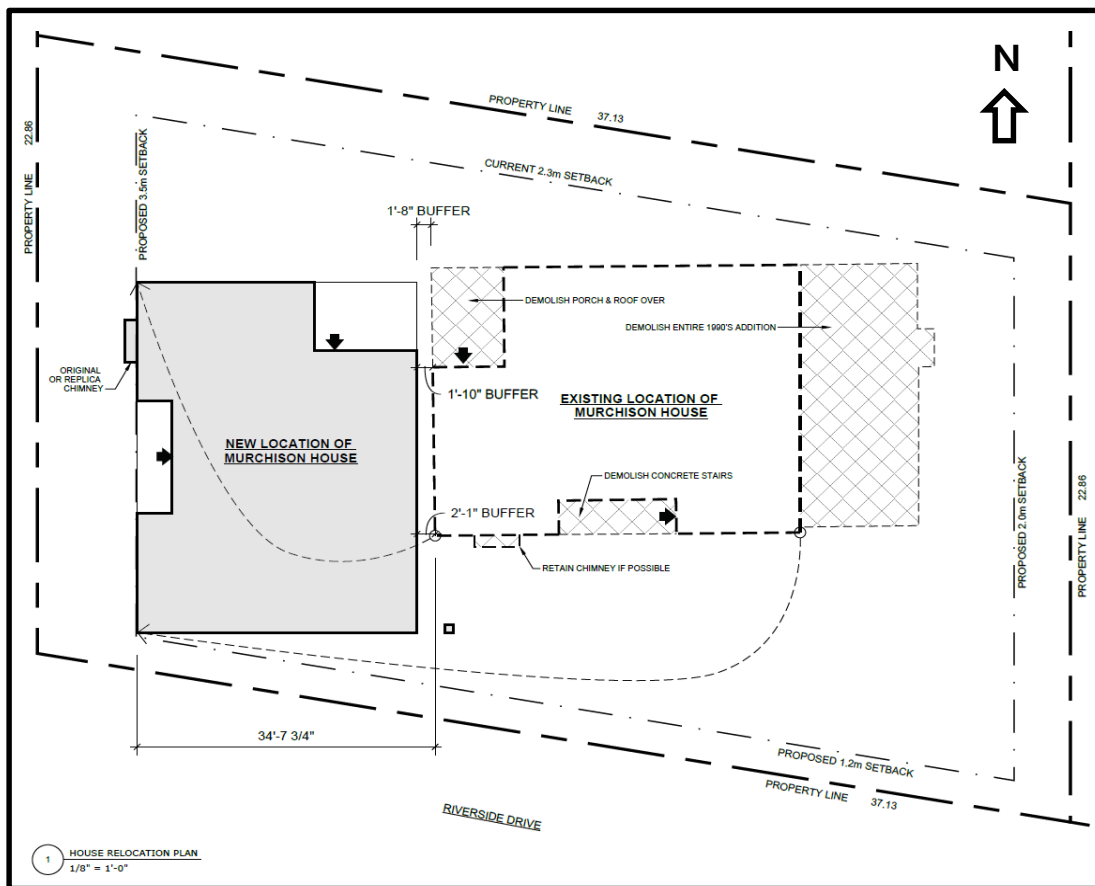 N
PROPERTY LINE 37.13
PROPERTY LINE 22.86
PROPOSED 3.5m SETBACK
CURRENT 2.3m SETBACK
1'-8" BUFFER
DEMOLISH PORCH & ROOF OVER
DEMOLISH ENTIRE 1990'S ADDITION
ORIGINAL
OR REPLICA
CHIMNEY
1'-10" BUFFER
EXISTING LOCATION OF
MURCHISON HOUSE
NEW LOCATION OF
MURCHISON HOUSE
DEMOLISH CONCRETE STAIRS
2'-1" BUFFER
RETAIN CHIMNEY IF POSSIBLE
PROPOSED 2.0m SETBACK
PROPERTY LINE 22.86
34'-7 3/4"
PROPOSED 1.2m SETBACK
PROPERTY LINE 37.13
RIVERSIDE DRIVE
1
HOUSE RELOCATION PLAN
1/8" = 1'-0"